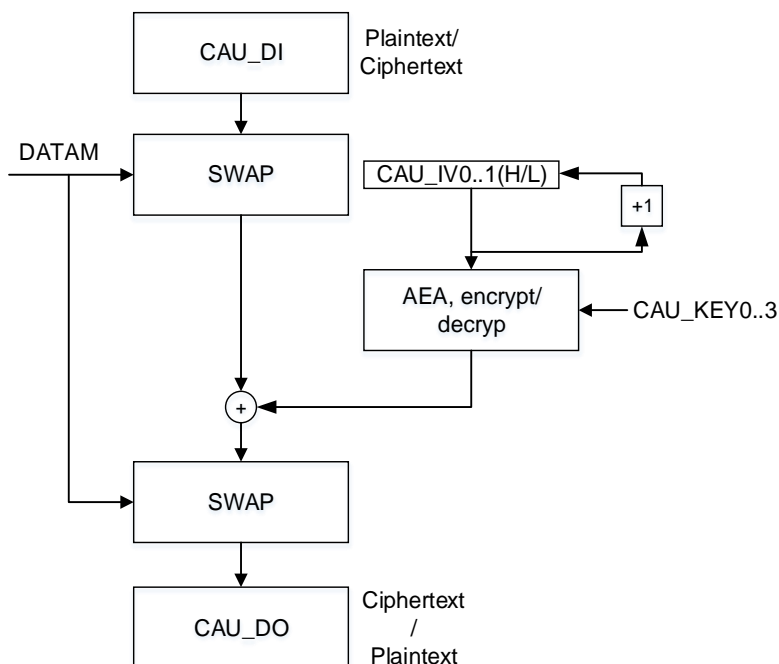 CAU_DI
Plaintext/
Ciphertext
DATAM
SWAP
CAU_IV0..1(H/L)
+1
AEA, encrypt/
decryp
CAU_KEY0..3
+
SWAP
CAU_DO
Ciphertext
/
Plaintext